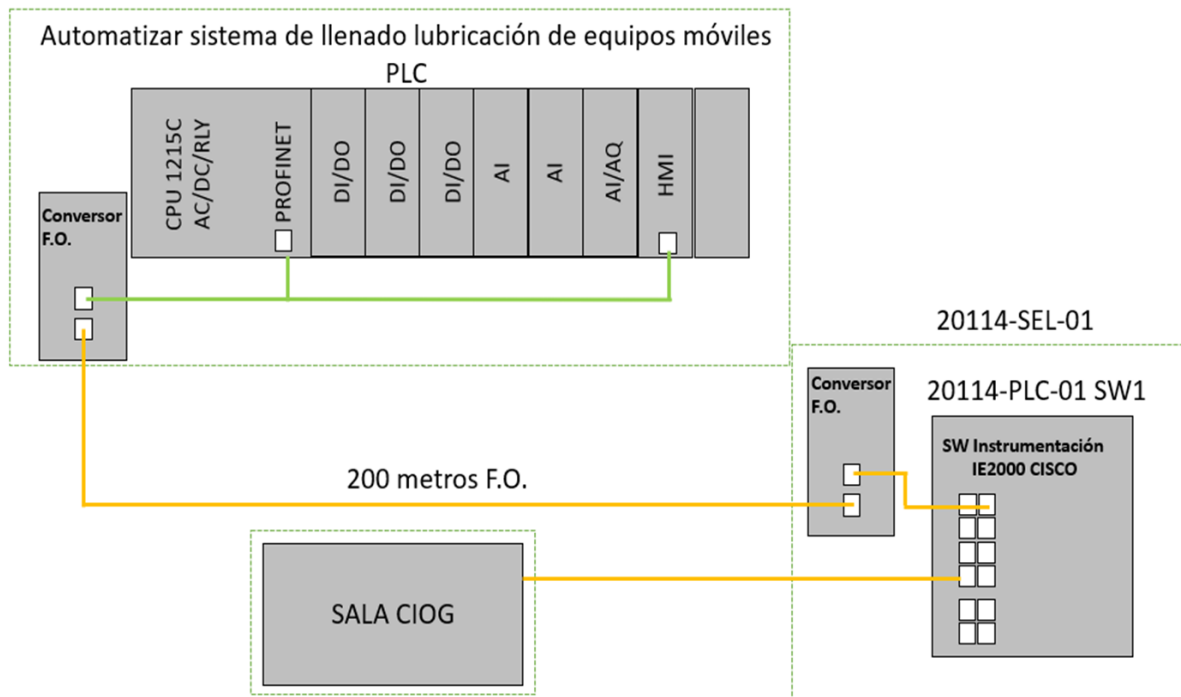 Automatizar sistema de llenado lubricación de equipos móviles
PLC
CPU 1215C
AC/DC/RLY
PROFINET
DI/DO
DI/DO
DI/DO
AI
AI
AI/AQ
HMI
Conversor
F.O.
20114-SEL-01
Conversor
F.O.
20114-PLC-01 SW1
SW Instrumentación
IE2000 CISCO
200 metros F.O.
SALA CIOG